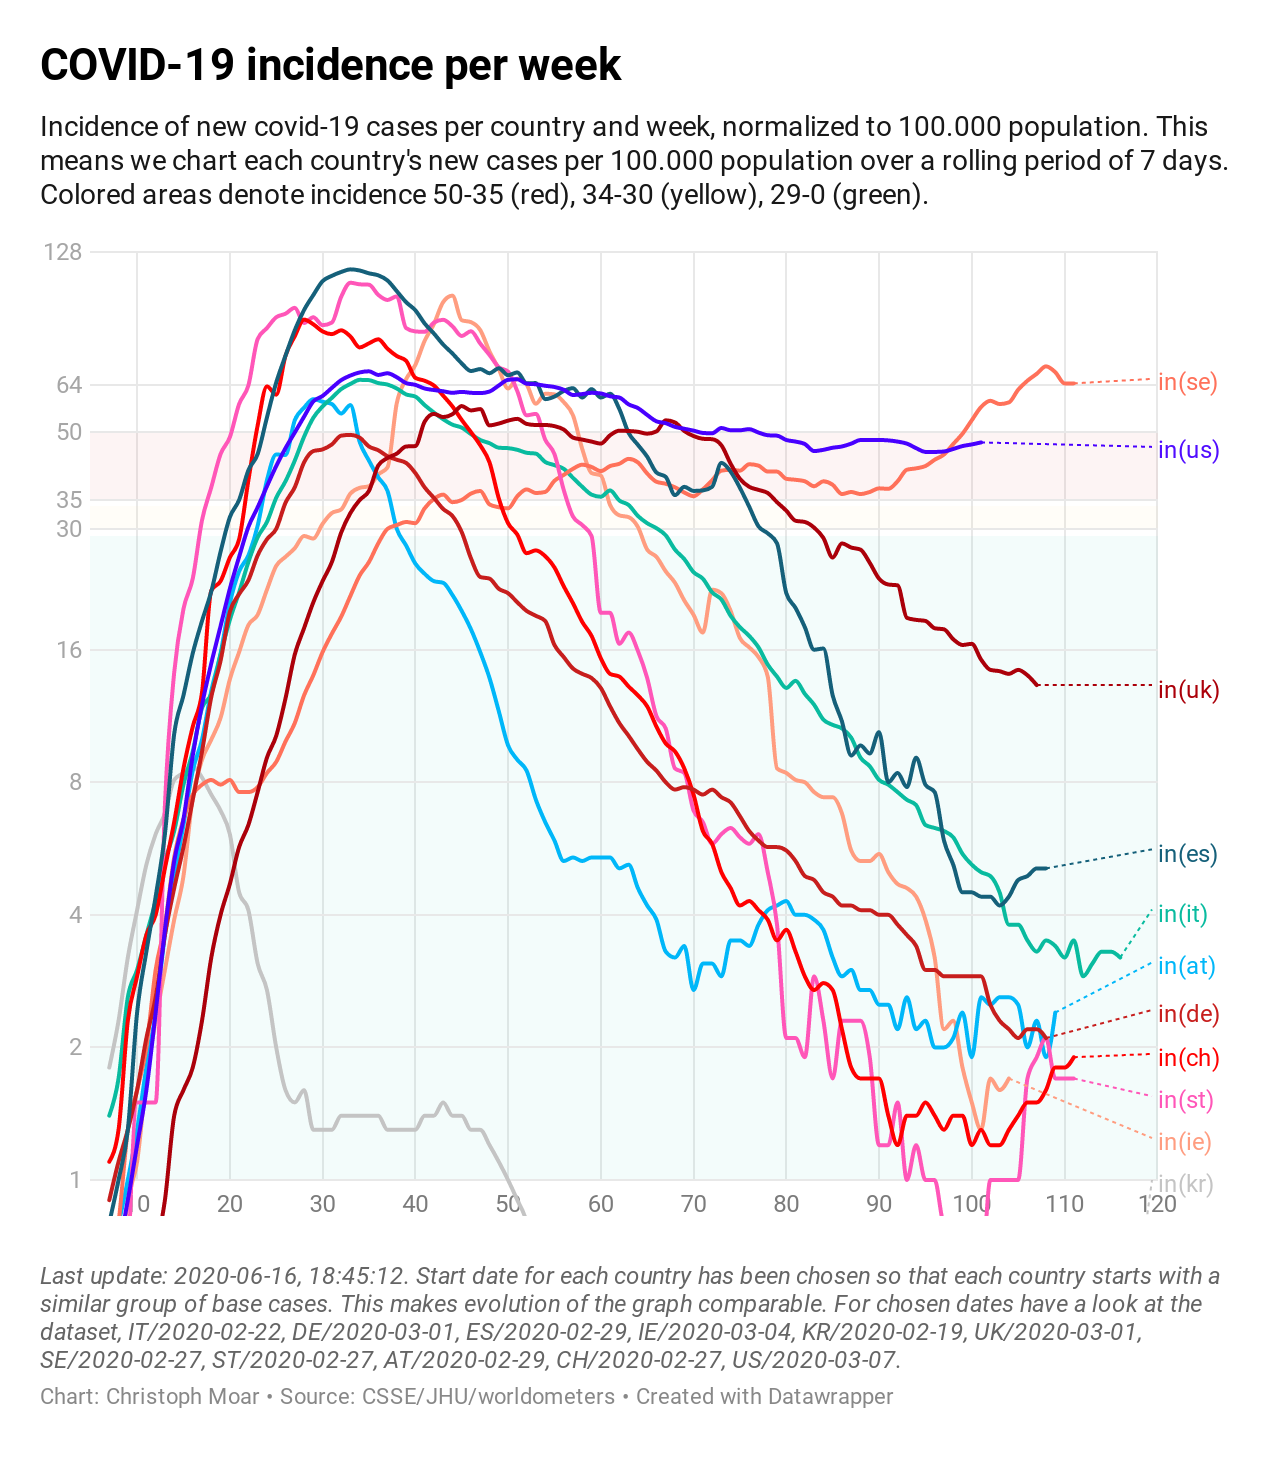 COVID-19 incidence per week
Incidence of new covid-19 cases per country and week, normalized to 100.000 population. This
means we chart each country's new cases per 100.000 population over a rolling period of 7 days.
Colored areas denote incidence 50-35 (red), 34-30 (yellow), 29-0 (green).
128
64
50
35
30
16
8
4
2
1
in(se)
in(us)
in(uk)
in(es)
in(it)
in(at)
in(de)
in(ch)
in(st)
in(ie)
in(kr)
0 20 30 40 50 60 70 80 90 100 110 120
Last update: 2020-06-16, 18:45:12. Start date for each country has been chosen so that each country starts with a
similar group of base cases. This makes evolution of the graph comparable. For chosen dates have a look at the
dataset, IT/2020-02-22, DE/2020-03-01, ES/2020-02-29, IE/2020-03-04, KR/2020-02-19, UK/2020-03-01,
SE/2020-02-27, ST/2020-02-27, AT/2020-02-29, CH/2020-02-27, US/2020-03-07.
Chart: Christoph Moar • Source: CSSE/JHU/worldometers • Created with Datawrapper